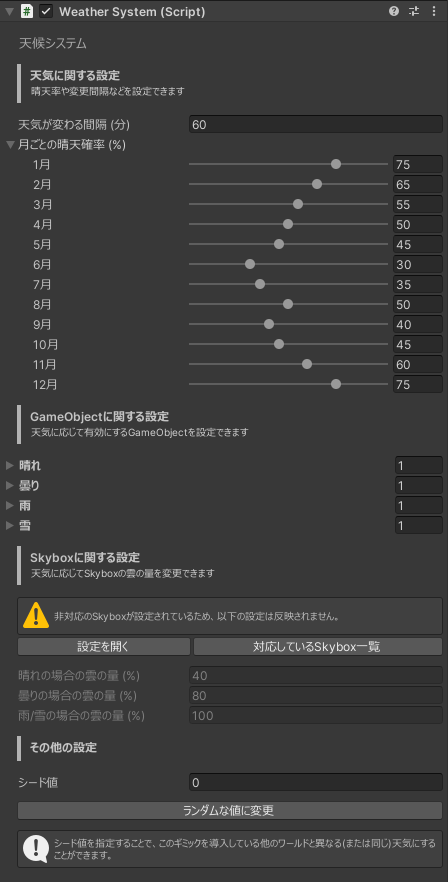 Weather System (Script)
天候システム
天気に関する設定
晴天率や変更間隔などを設定できます
天気が変わる間隔 (分) 60
月ごとの晴天確率 (%)
1月 75
2月 65
3月 55
4月 50
5月 45
6月 30
7月 35
8月 50
9月 40
10月 45
11月 60
12月 75
GameObjectに関する設定
天気に応じて有効にするGameObjectを設定できます
晴れ 1
曇り 1
雨 1
雪 1
Skyboxに関する設定
天気に応じてSkyboxの雲の量を変更できます
非対応のSkyboxが設定されているため、以下の設定は反映されません。
設定を開く 対応しているSkybox一覧
晴れの場合の雲の量 (%) 40
曇りの場合の雲の量 (%) 80
雨/雪の場合の雲の量 (%) 100
その他の設定
シード値 0
ランダムな値に変更
シード値を指定することで、このギミックを導入している他のワールドと異なる(または同じ)天気にする
ことができます。